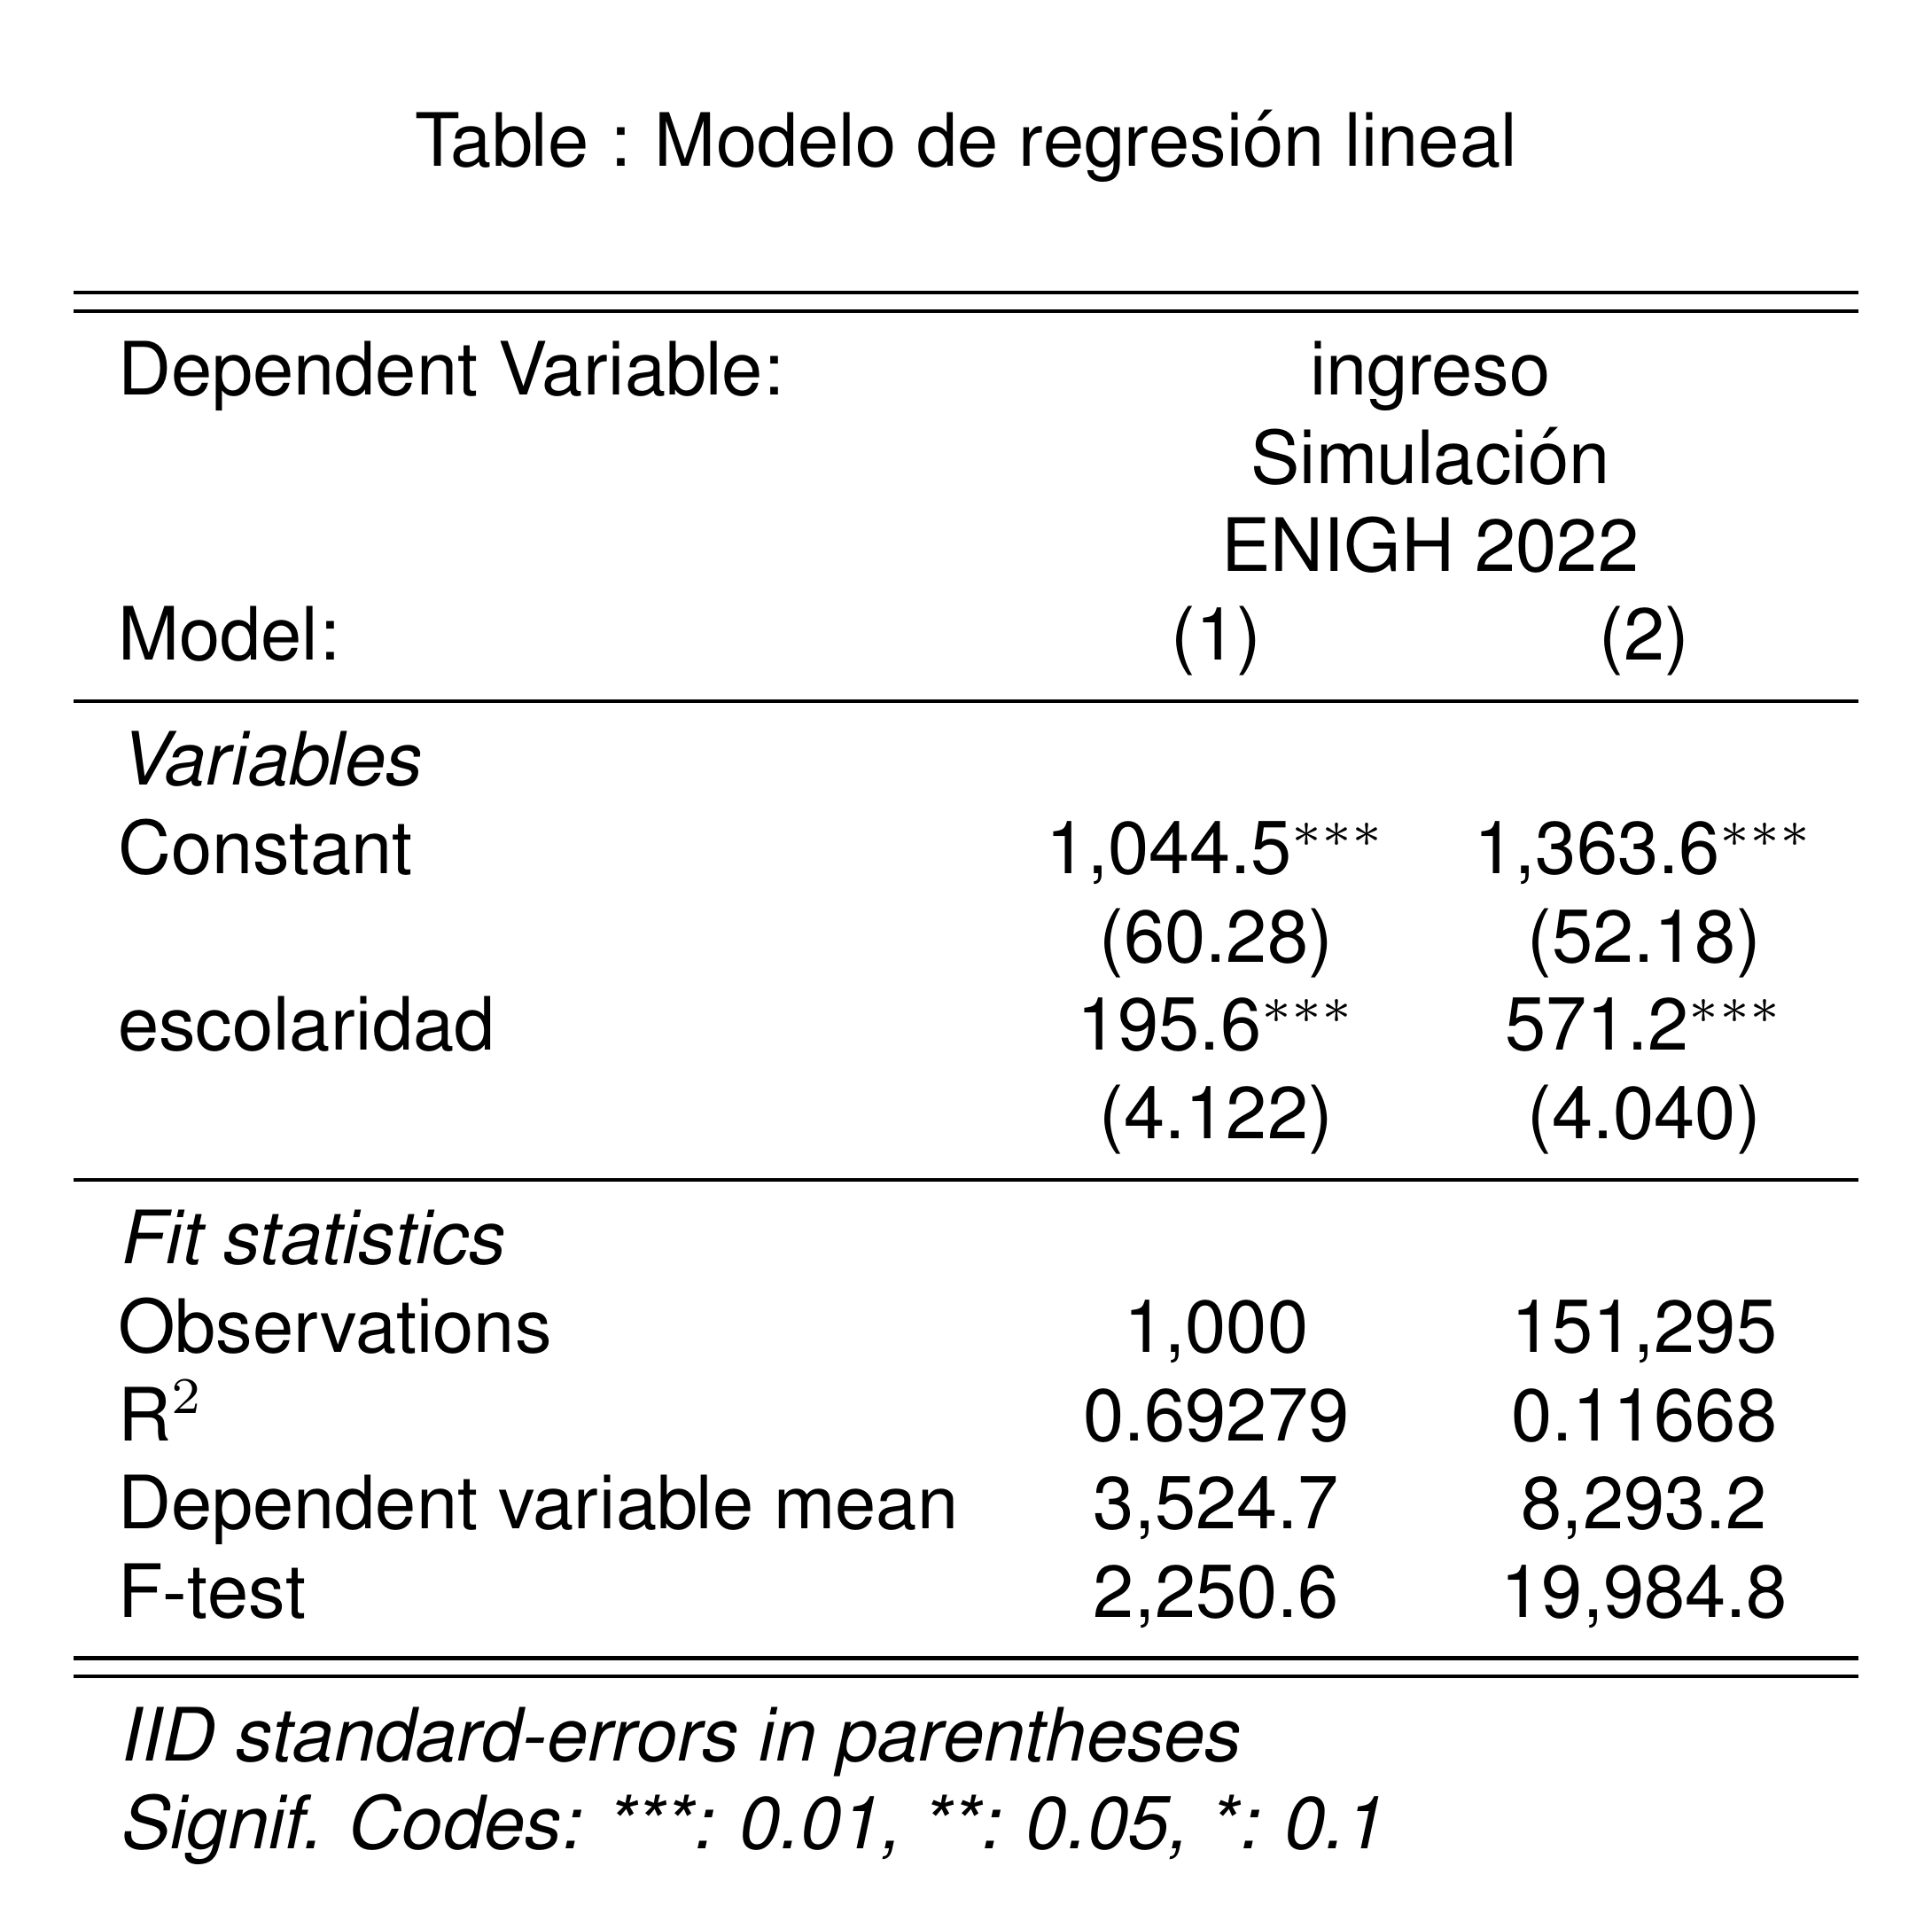 Table : Modelo de regresión lineal
Dependent Variable: ingreso
Simulación
ENIGH 2022
Model: (1) (2)
Variables
Constant 1,044.5*** 1,363.6***
(60.28) (52.18)
escolaridad 195.6*** 571.2***
(4.122) (4.040)
Fit statistics
Observations 1,000 151,295
R² 0.69279 0.11668
Dependent variable mean 3,524.7 8,293.2
F-test 2,250.6 19,984.8
IID standard-errors in parentheses
Signif. Codes: ***: 0.01, **: 0.05, *: 0.1